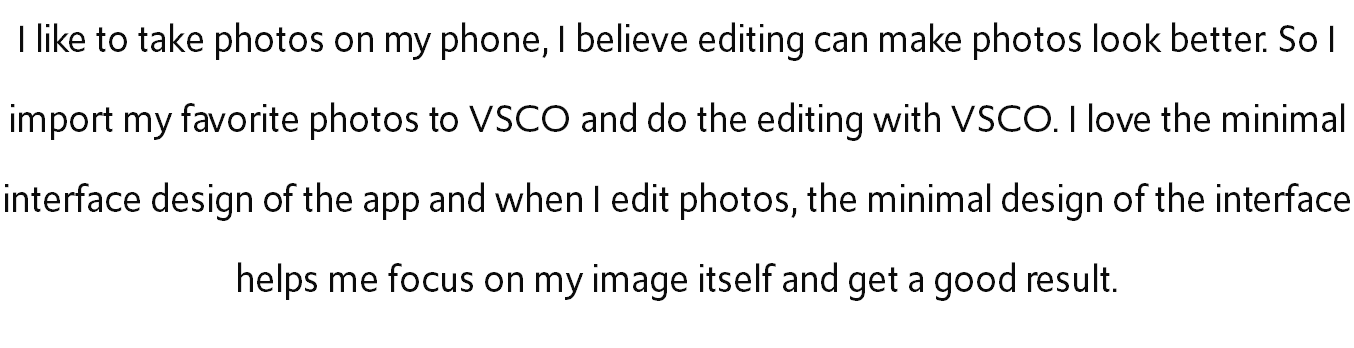 I like to take photos on my phone, I believe editing can make photos look better. So I
import my favorite photos to VSCO and do the editing with VSCO. I love the minimal
interface design of the app and when I edit photos, the minimal design of the interface
helps me focus on my image itself and get a good result.